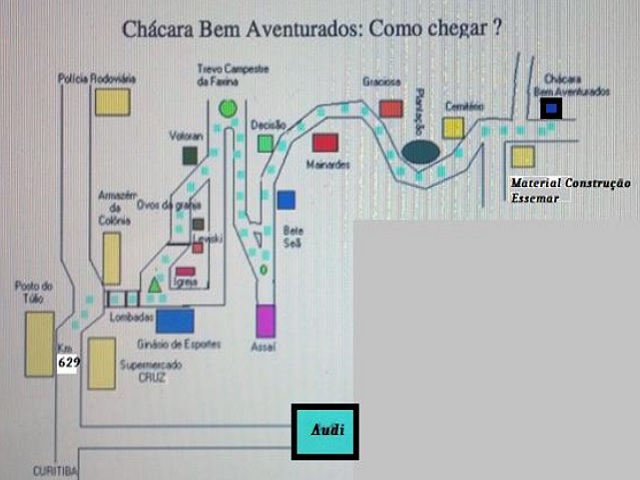 Chácara Bem Aventurados: Como chegar ?
Polícia Rodoviária
Trevo Campestre
da Faxina
Graciosa
Plantação
Cemitério
Chácara
Bem Aventurados
Votoran
Decisão
Mainardes
Material Construção
Essemar
Armazém
da
Colônia
Ovos da granja
Bete
Seã
Igreja
Posto do
Túlio
Lombadas
Ginásio de Esportes
Assaí
Km
629
Supermercado
CRUZ
Audi
CURITIBA